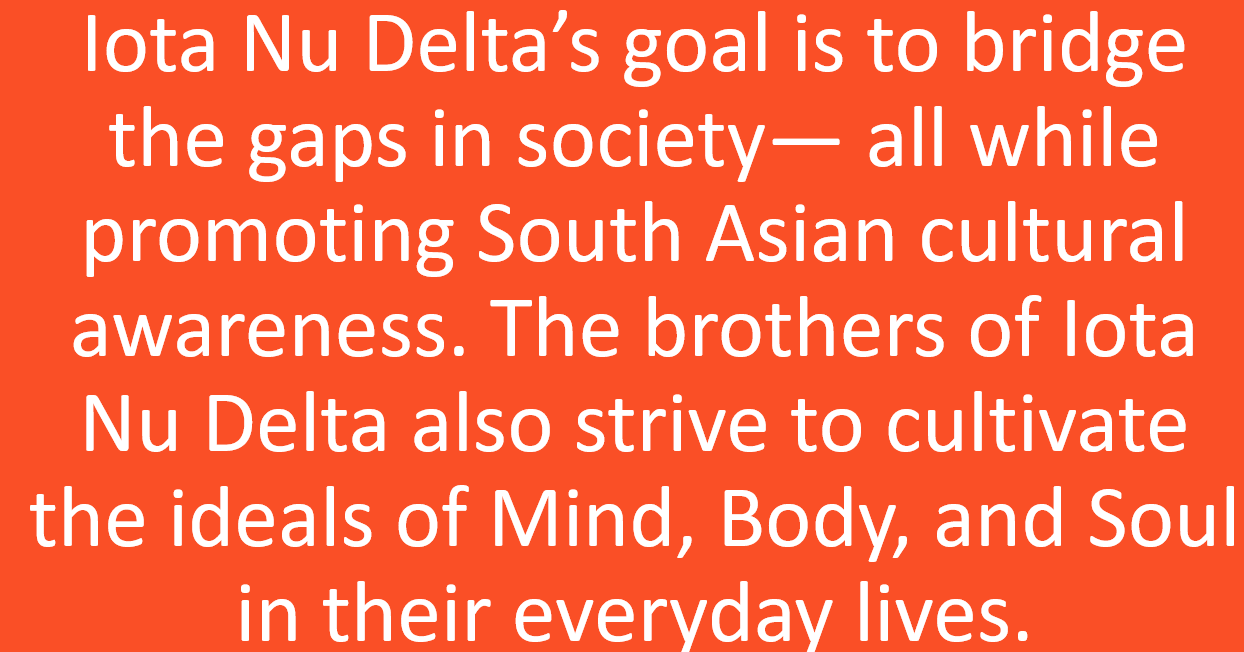 Iota Nu Delta’s goal is to bridge
the gaps in society— all while
promoting South Asian cultural
awareness. The brothers of Iota
Nu Delta also strive to cultivate
the ideals of Mind, Body, and Soul
in their everyday lives.